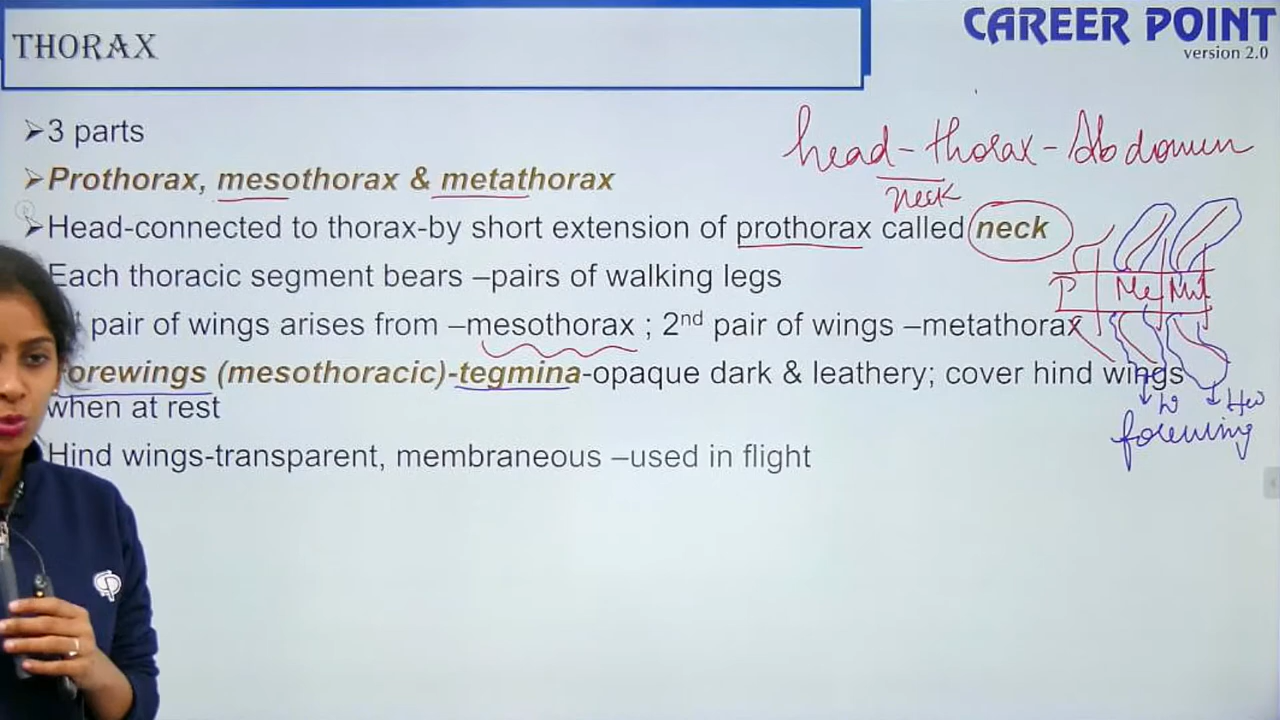 THORAX
CAREER POINT
version 2.0
➢3 parts
head-thorax-Abdomen
neck
➢Prothorax, mesothorax & metathorax
➢Head-connected to thorax-by short extension of prothorax called neck
Each thoracic segment bears –pairs of walking legs
P Me Mt
pair of wings arises from –mesothorax ; 2nd pair of wings –metathorax
orewings (mesothoracic)-tegmina-opaque dark & leathery; cover hind wings
when at rest
Hw
forewing
Hind wings-transparent, membraneous –used in flight